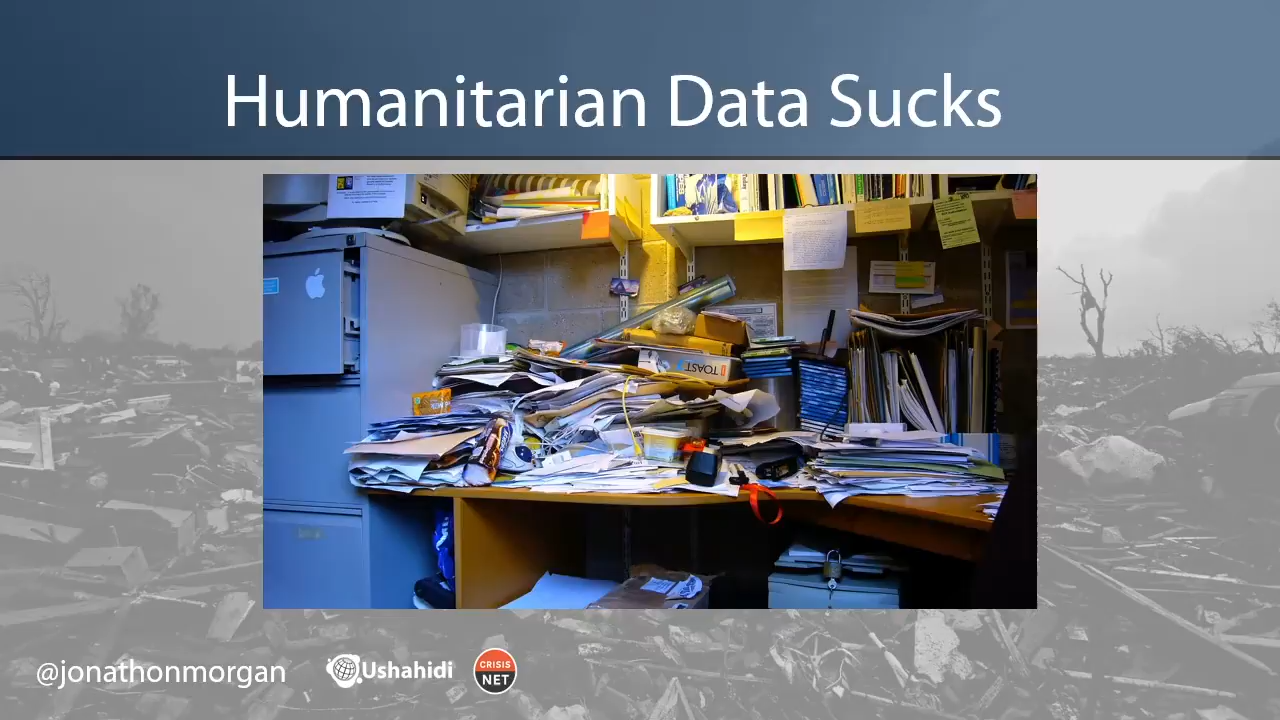 Humanitarian Data Sucks
TOAST
@jonathonmorgan
Ushahidi
CRISIS
NET